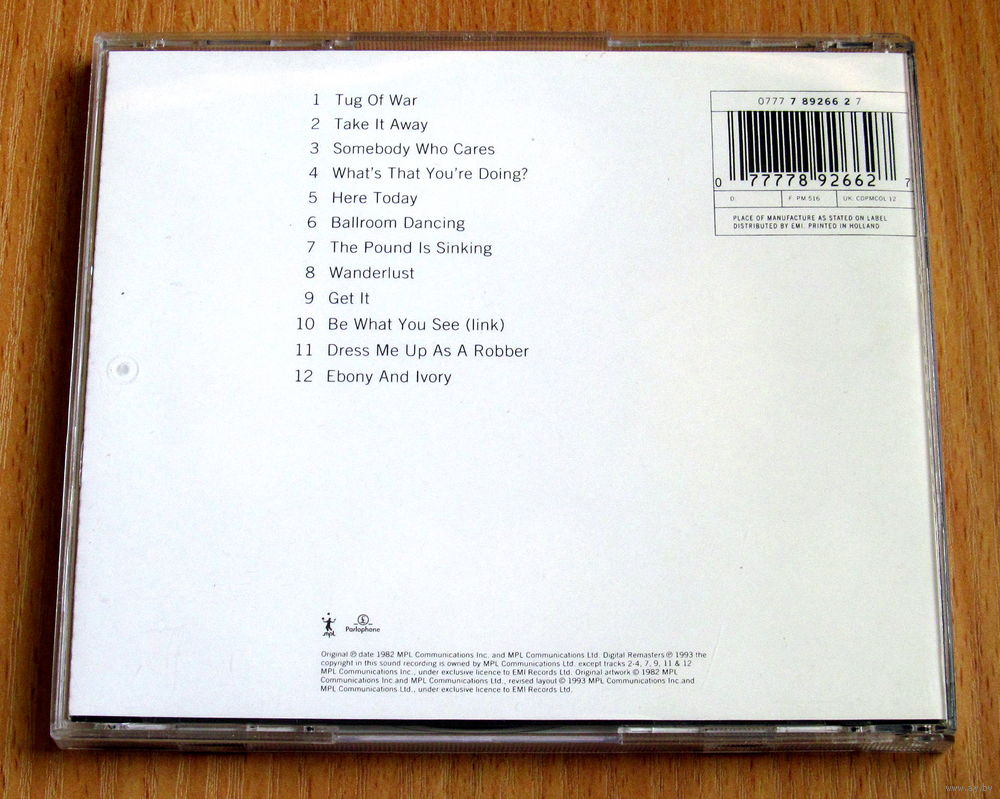 1 Tug Of War
2 Take It Away
3 Somebody Who Cares
4 What's That You're Doing?
5 Here Today
6 Ballroom Dancing
7 The Pound Is Sinking
8 Wanderlust
9 Get It
10 Be What You See (link)
11 Dress Me Up As A Robber
12 Ebony And Ivory
0777 7 89266 2 7
0 77778 92662 7
D. F. PM 516 UK. CDPMCOL 12
PLACE OF MANUFACTURE AS STATED ON LABEL
DISTRIBUTED BY EMI. PRINTED IN HOLLAND
mpl Parlophone
Original ℗ date 1982 MPL Communications Inc. and MPL Communications Ltd. Digital Remasters ℗ 1993 the
copyright in this sound recording is owned by MPL Communications Ltd. except tracks 2-4, 7, 9, 11 & 12
MPL Communications Inc., under exclusive licence to EMI Records Ltd. Original artwork © 1982 MPL
Communications Inc and MPL Communications Ltd., revised layout © 1993 MPL Communications Inc and
MPL Communications Ltd., under exclusive licence to EMI Records Ltd.
www.ay.by